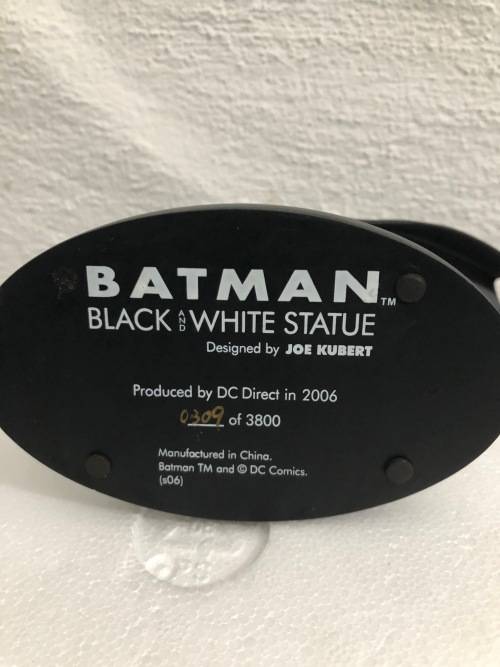 BATMAN™
BLACK AND WHITE STATUE
Designed by JOE KUBERT
Produced by DC Direct in 2006
0309 of 3800
Manufactured in China.
Batman TM and © DC Comics.
(s06)